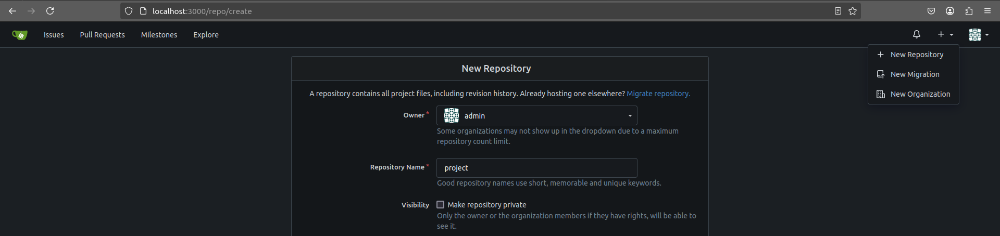 localhost:3000/repo/create
Issues Pull Requests Milestones Explore
New Repository
New Migration
New Organization
New Repository
A repository contains all project files, including revision history. Already hosting one elsewhere? Migrate repository.
Owner * admin
Some organizations may not show up in the dropdown due to a maximum
repository count limit.
Repository Name * project
Good repository names use short, memorable and unique keywords.
Visibility Make repository private
Only the owner or the organization members if they have rights, will be able to
see it.